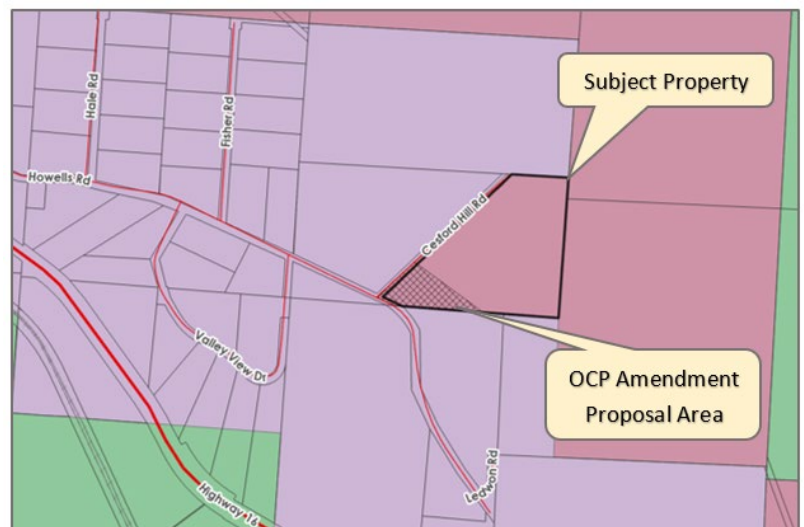 Subject Property
Hale Rd
Fisher Rd
Howells Rd
Cesford Hill Rd
Valley View Dr
OCP Amendment
Proposal Area
Ledwon Rd
Highway 16